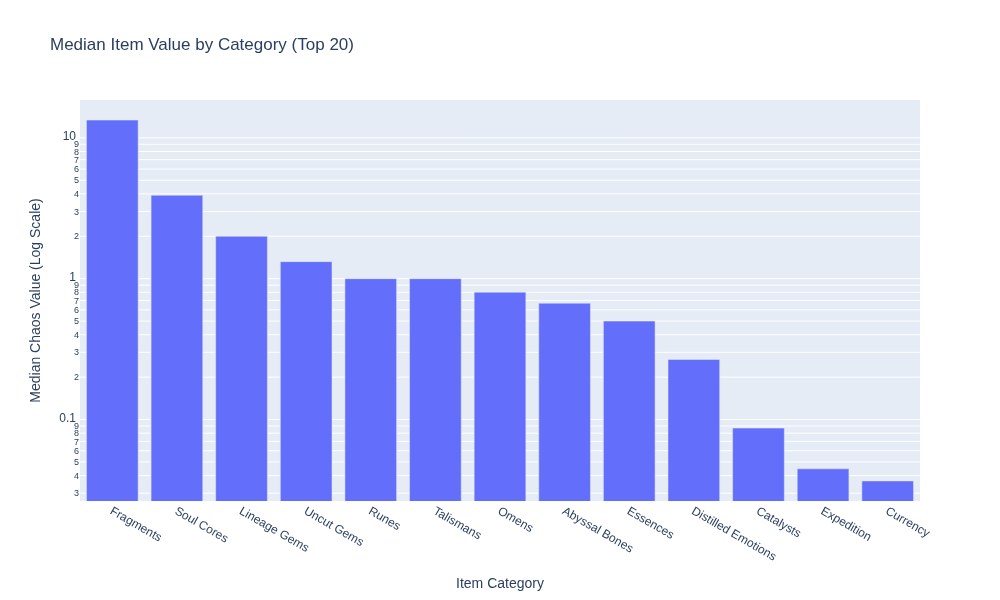 Median Item Value by Category (Top 20)
Median Chaos Value (Log Scale)
10
9
8
7
6
5
4
3
2
1
9
8
7
6
5
4
3
2
0.1
9
8
7
6
5
4
3
Fragments
Soul Cores
Lineage Gems
Uncut Gems
Runes
Talismans
Omens
Abyssal Bones
Essences
Distilled Emotions
Catalysts
Expedition
Currency
Item Category